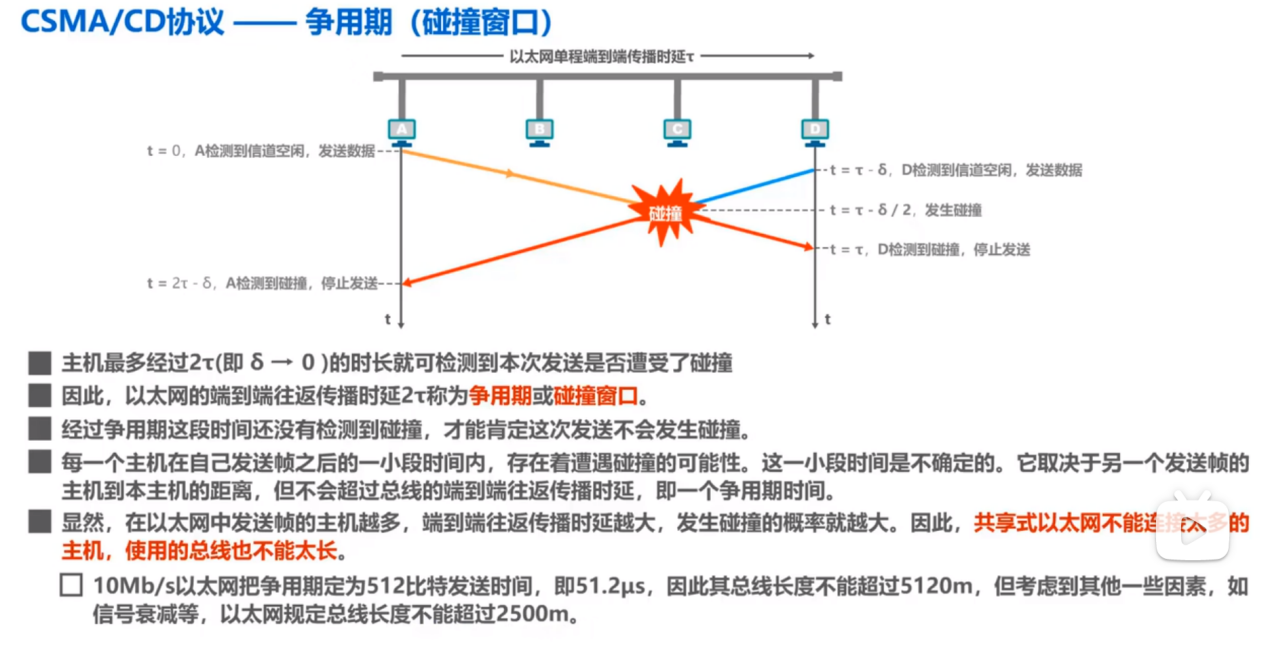 CSMA/CD协议 —— 争用期（碰撞窗口）
以太网单程端到端传播时延τ
A B C D
t = 0，A检测到信道空闲，发送数据
t = τ - δ，D检测到信道空闲，发送数据
碰撞
t = τ - δ / 2，发生碰撞
t = τ，D检测到碰撞，停止发送
t = 2τ - δ，A检测到碰撞，停止发送
t
t
主机最多经过2τ(即 δ → 0 )的时长就可检测到本次发送是否遭受了碰撞
因此，以太网的端到端往返传播时延2τ称为争用期或碰撞窗口。
经过争用期这段时间还没有检测到碰撞，才能肯定这次发送不会发生碰撞。
每一个主机在自己发送帧之后的一小段时间内，存在着遭遇碰撞的可能性。这一小段时间是不确定的。它取决于另一个发送帧的
主机到本主机的距离，但不会超过总线的端到端往返传播时延，即一个争用期时间。
显然，在以太网中发送帧的主机越多，端到端往返传播时延越大，发生碰撞的概率就越大。因此，共享式以太网不能连接太多的
主机，使用的总线也不能太长。
10Mb/s以太网把争用期定为512比特发送时间，即51.2μs，因此其总线长度不能超过5120m，但考虑到其他一些因素，如
信号衰减等，以太网规定总线长度不能超过2500m。